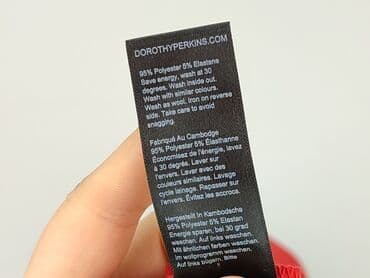 DOROTHYPERKINS.COM
95% Polyester 5% Elastane
Save energy, wash at 30
degrees. Wash inside out.
Wash with similar colours.
Wash as wool, Iron on reverse
side. Take care to avoid
snagging.
Fabriqué Au Cambodge
95% Polyester 5% Élasthanne
Économisez de l'énergie, lavez
à 30 degrés. Laver sur
l'envers. Laver avec des
couleurs similaires. Lavage
cycle lainage. Repasser sur
l'envers. Évitez les accrocs.
Hergestellt in Kambodscha
95% Polyester 5% Elastan
Energie sparen, bei 30 grad
waschen. Auf links waschen.
Mit ähnlichen farben waschen.
Im wollprogramm waschen.
Auf links bügeln. Bitte